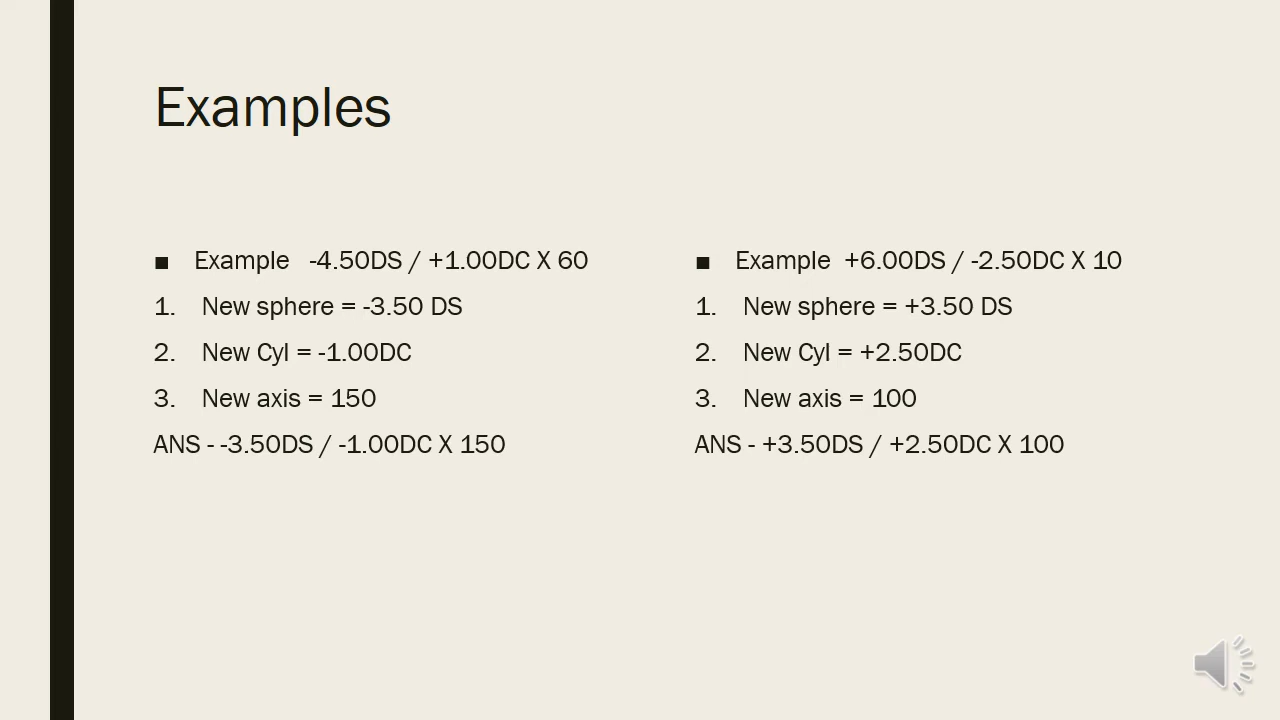 Examples
■ Example -4.50DS / +1.00DC X 60
1. New sphere = -3.50 DS
2. New Cyl = -1.00DC
3. New axis = 150
ANS - -3.50DS / -1.00DC X 150
■ Example +6.00DS / -2.50DC X 10
1. New sphere = +3.50 DS
2. New Cyl = +2.50DC
3. New axis = 100
ANS - +3.50DS / +2.50DC X 100